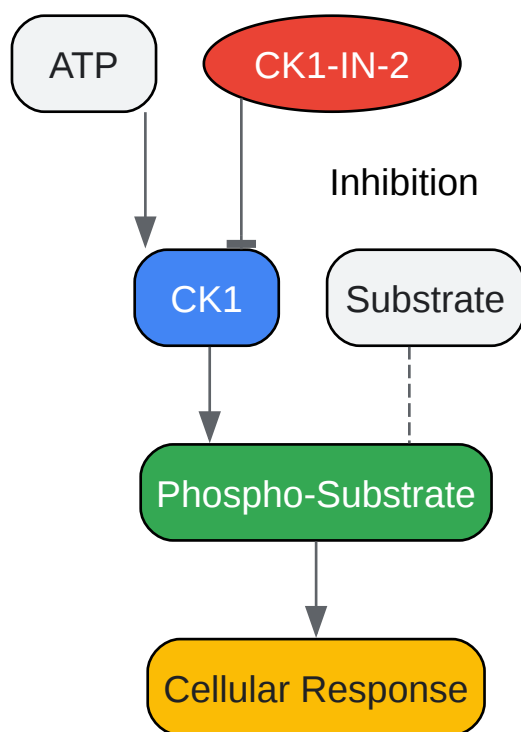 ATP
CK1-IN-2
Inhibition
CK1
Substrate
Phospho-Substrate
Cellular Response